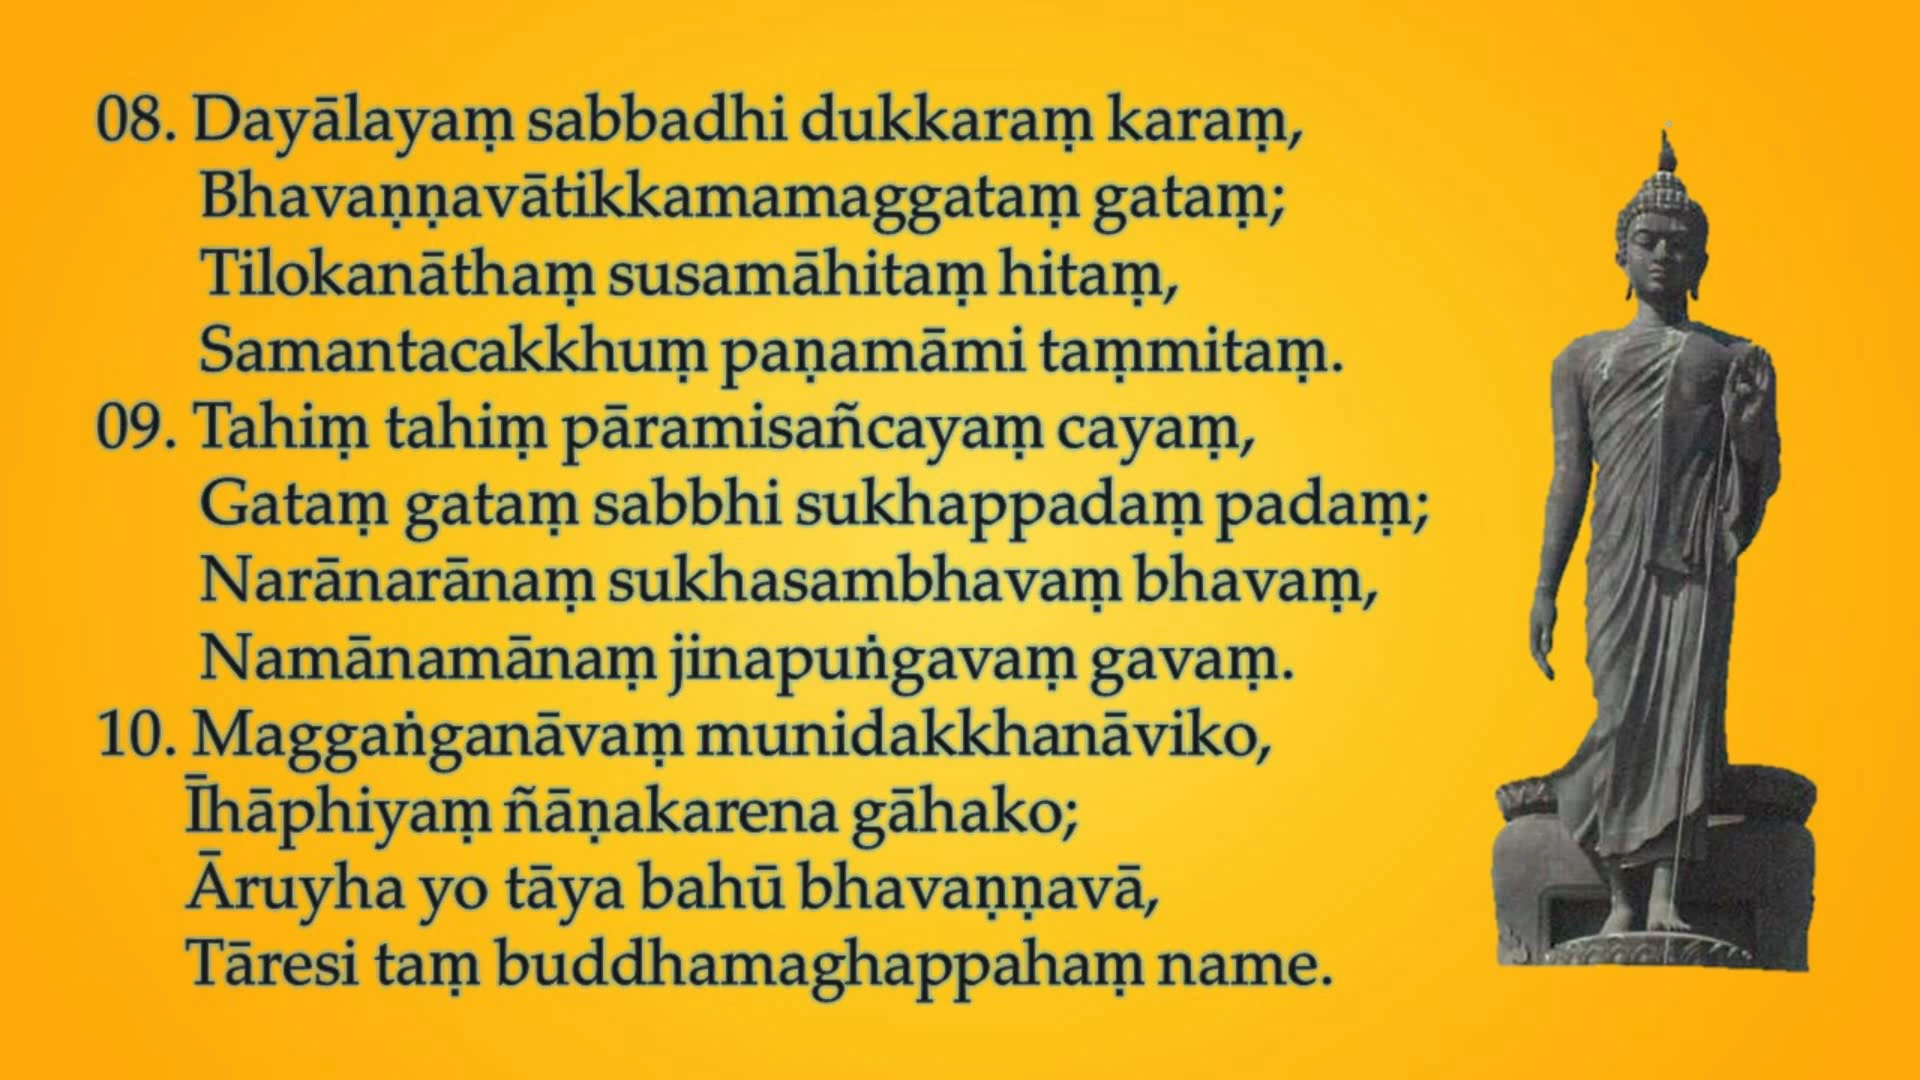 08. Dayālayaṃ sabbadhi dukkaraṃ karaṃ,
Bhavaṇṇavātikkamamaggataṃ gataṃ;
Tilokanāthaṃ susamāhitaṃ hitaṃ,
Samantacakkhuṃ paṇamāmi taṃmitaṃ.
09. Tahiṃ tahiṃ pāramisañcayaṃ cayaṃ,
Gataṃ gataṃ sabbhi sukhappadaṃ padaṃ;
Narānarānaṃ sukhasambhavaṃ bhavaṃ,
Namānamānaṃ jinapuṅgavaṃ gavaṃ.
10. Maggaṅganāvaṃ munidakkhanāviko,
Īhāphiyaṃ ñāṇakarena gāhako;
Āruyha yo tāya bahū bhavaṇṇavā,
Tāresi taṃ buddhamaghappahaṃ name.